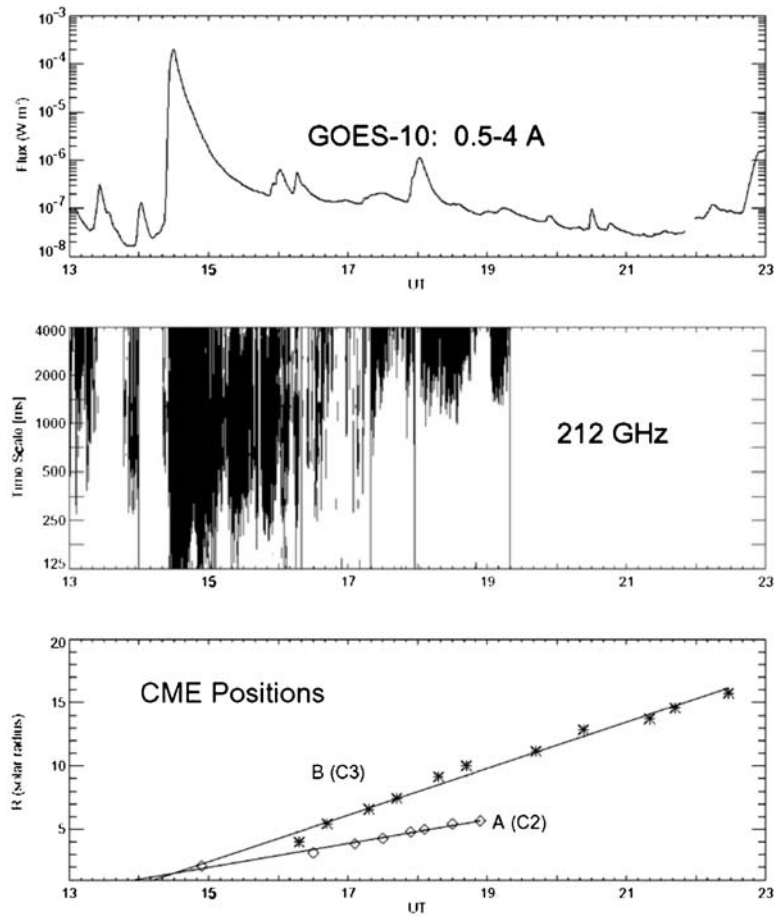 10⁻³
10⁻⁴
10⁻⁵
10⁻⁶
10⁻⁷
10⁻⁸
Flux (W m²)
GOES-10: 0.5-4 A
13 15 17 19 21 23
UT
4000
2000
1000
500
250
125
Time Scale [ms]
212 GHz
13 15 17 19 21 23
UT
20
15
10
5
R (solar radius)
CME Positions
B (C3)
A (C2)
13 15 17 19 21 23
UT